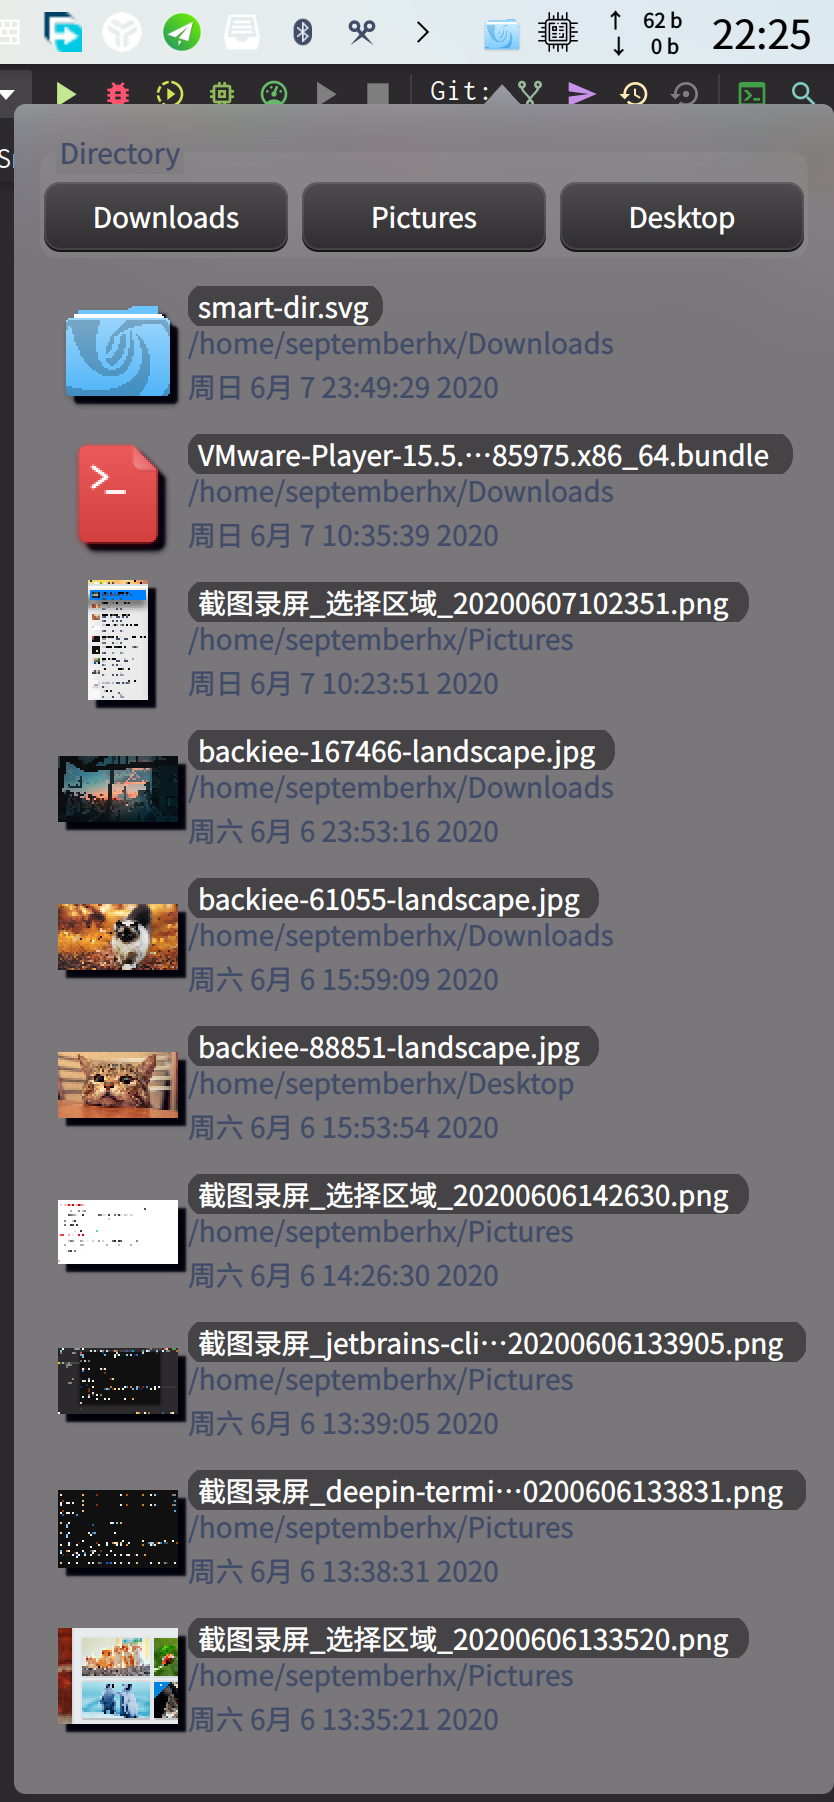 62 b
0 b
22:25
Git:
Directory
Downloads
Pictures
Desktop
smart-dir.svg
/home/septemberhx/Downloads
周日 6月 7 23:49:29 2020
VMware-Player-15.5.⋯85975.x86_64.bundle
/home/septemberhx/Downloads
周日 6月 7 10:35:39 2020
截图录屏_选择区域_20200607102351.png
/home/septemberhx/Pictures
周日 6月 7 10:23:51 2020
backiee-167466-landscape.jpg
/home/septemberhx/Downloads
周六 6月 6 23:53:16 2020
backiee-61055-landscape.jpg
/home/septemberhx/Downloads
周六 6月 6 15:59:09 2020
backiee-88851-landscape.jpg
/home/septemberhx/Desktop
周六 6月 6 15:53:54 2020
截图录屏_选择区域_20200606142630.png
/home/septemberhx/Pictures
周六 6月 6 14:26:30 2020
截图录屏_jetbrains-cli⋯20200606133905.png
/home/septemberhx/Pictures
周六 6月 6 13:39:05 2020
截图录屏_deepin-termi⋯0200606133831.png
/home/septemberhx/Pictures
周六 6月 6 13:38:31 2020
截图录屏_选择区域_20200606133520.png
/home/septemberhx/Pictures
周六 6月 6 13:35:21 2020